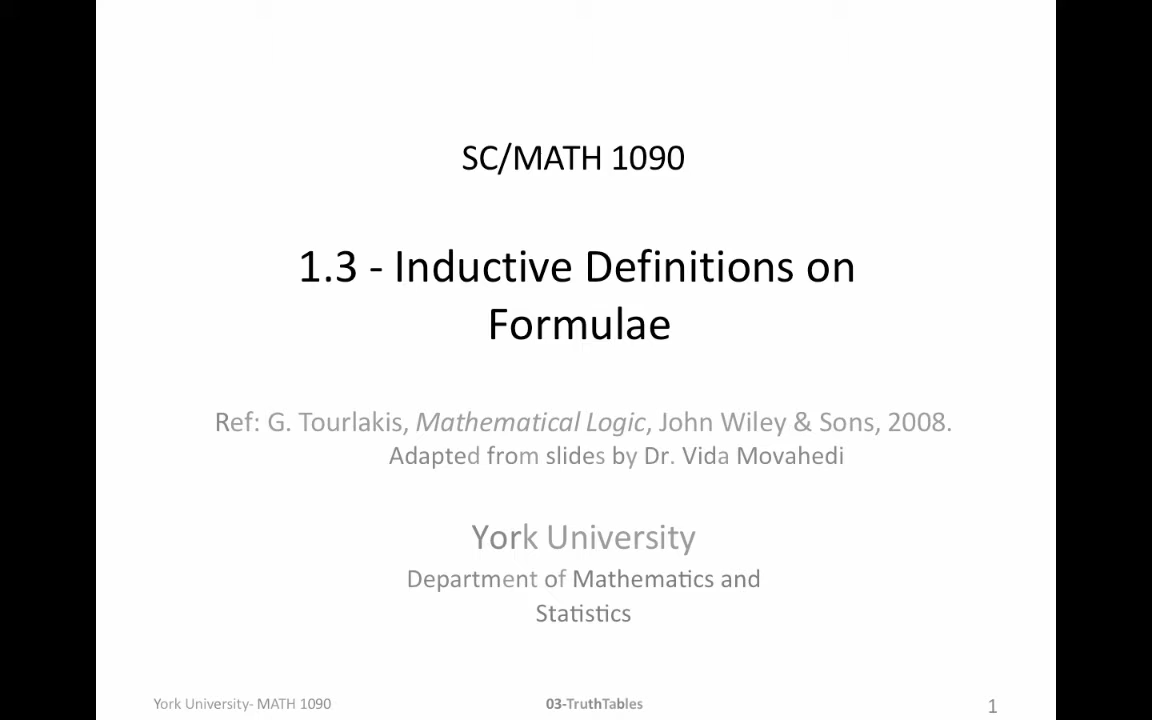 SC/MATH 1090
1.3 - Inductive Definitions on
Formulae
Ref: G. Tourlakis, Mathematical Logic, John Wiley & Sons, 2008.
Adapted from slides by Dr. Vida Movahedi
York University
Department of Mathematics and
Statistics
York University- MATH 1090
03-TruthTables
1